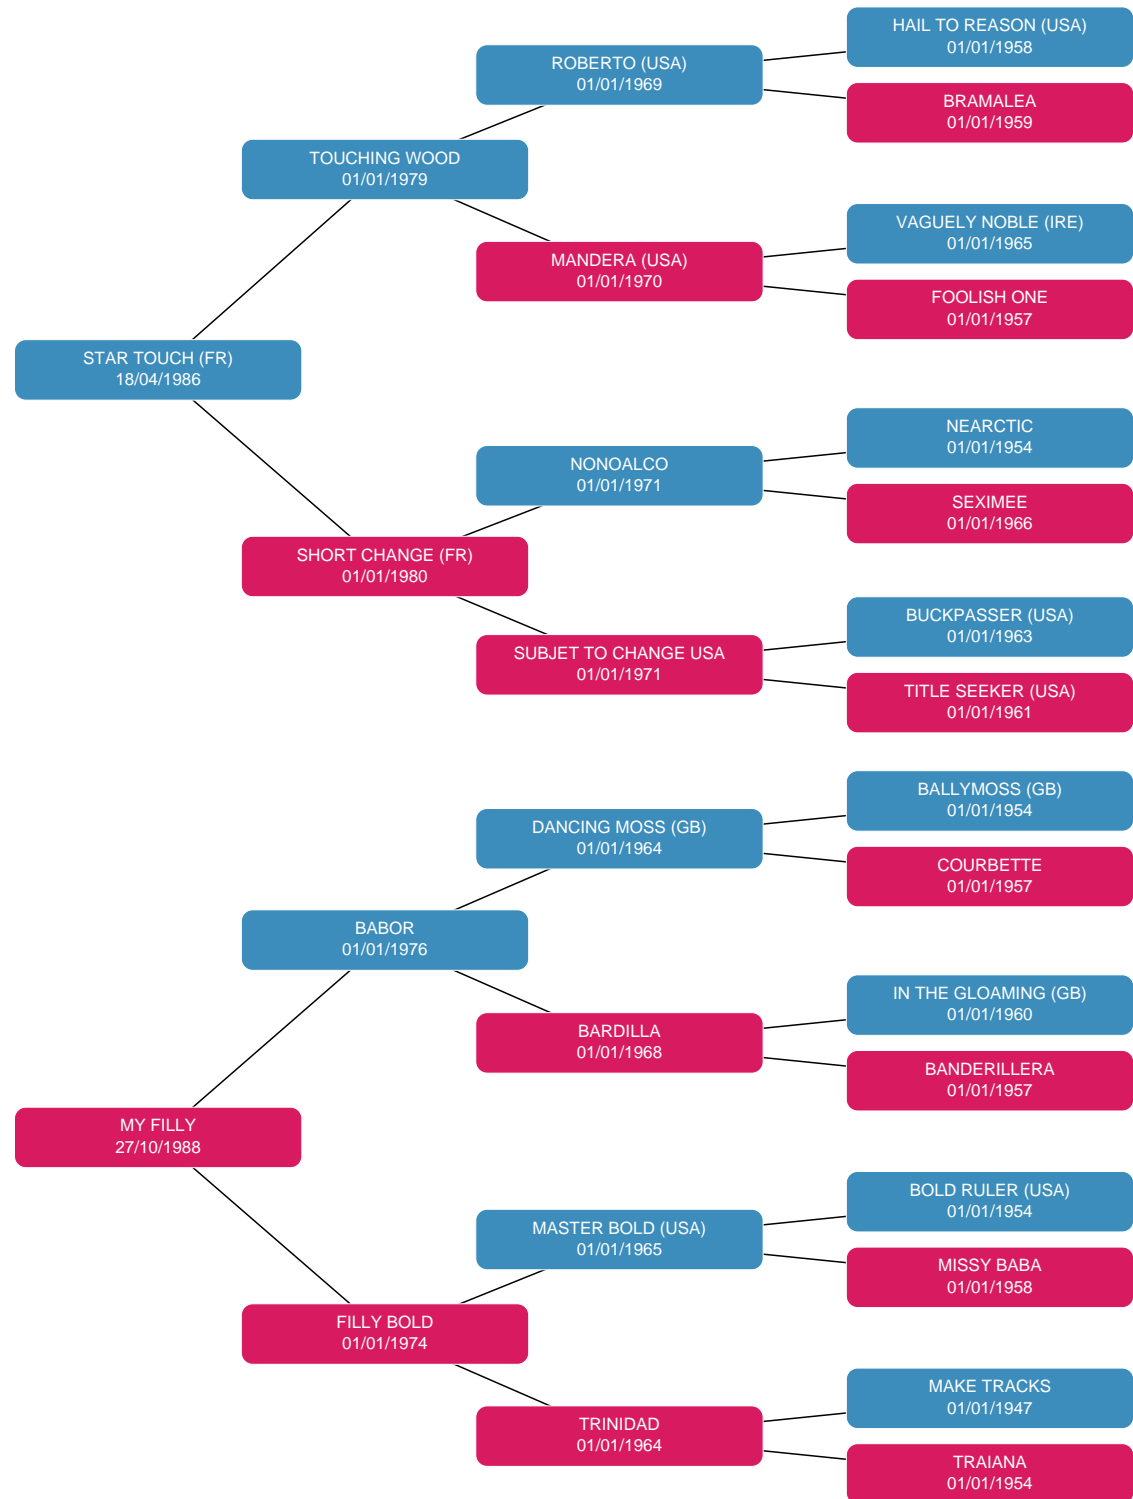 HAIL TO REASON (USA)
01/01/1958
ROBERTO (USA)
01/01/1969
BRAMALEA
01/01/1959
TOUCHING WOOD
01/01/1979
VAGUELY NOBLE (IRE)
01/01/1965
MANDERA (USA)
01/01/1970
FOOLISH ONE
01/01/1957
STAR TOUCH (FR)
18/04/1986
NEARCTIC
01/01/1954
NONOALCO
01/01/1971
SEXIMEE
01/01/1966
SHORT CHANGE (FR)
01/01/1980
BUCKPASSER (USA)
01/01/1963
SUBJET TO CHANGE USA
01/01/1971
TITLE SEEKER (USA)
01/01/1961
BALLYMOSS (GB)
01/01/1954
DANCING MOSS (GB)
01/01/1964
COURBETTE
01/01/1957
BABOR
01/01/1976
IN THE GLOAMING (GB)
01/01/1960
BARDILLA
01/01/1968
BANDERILLERA
01/01/1957
MY FILLY
27/10/1988
BOLD RULER (USA)
01/01/1954
MASTER BOLD (USA)
01/01/1965
MISSY BABA
01/01/1958
FILLY BOLD
01/01/1974
MAKE TRACKS
01/01/1947
TRINIDAD
01/01/1964
TRAIANA
01/01/1954